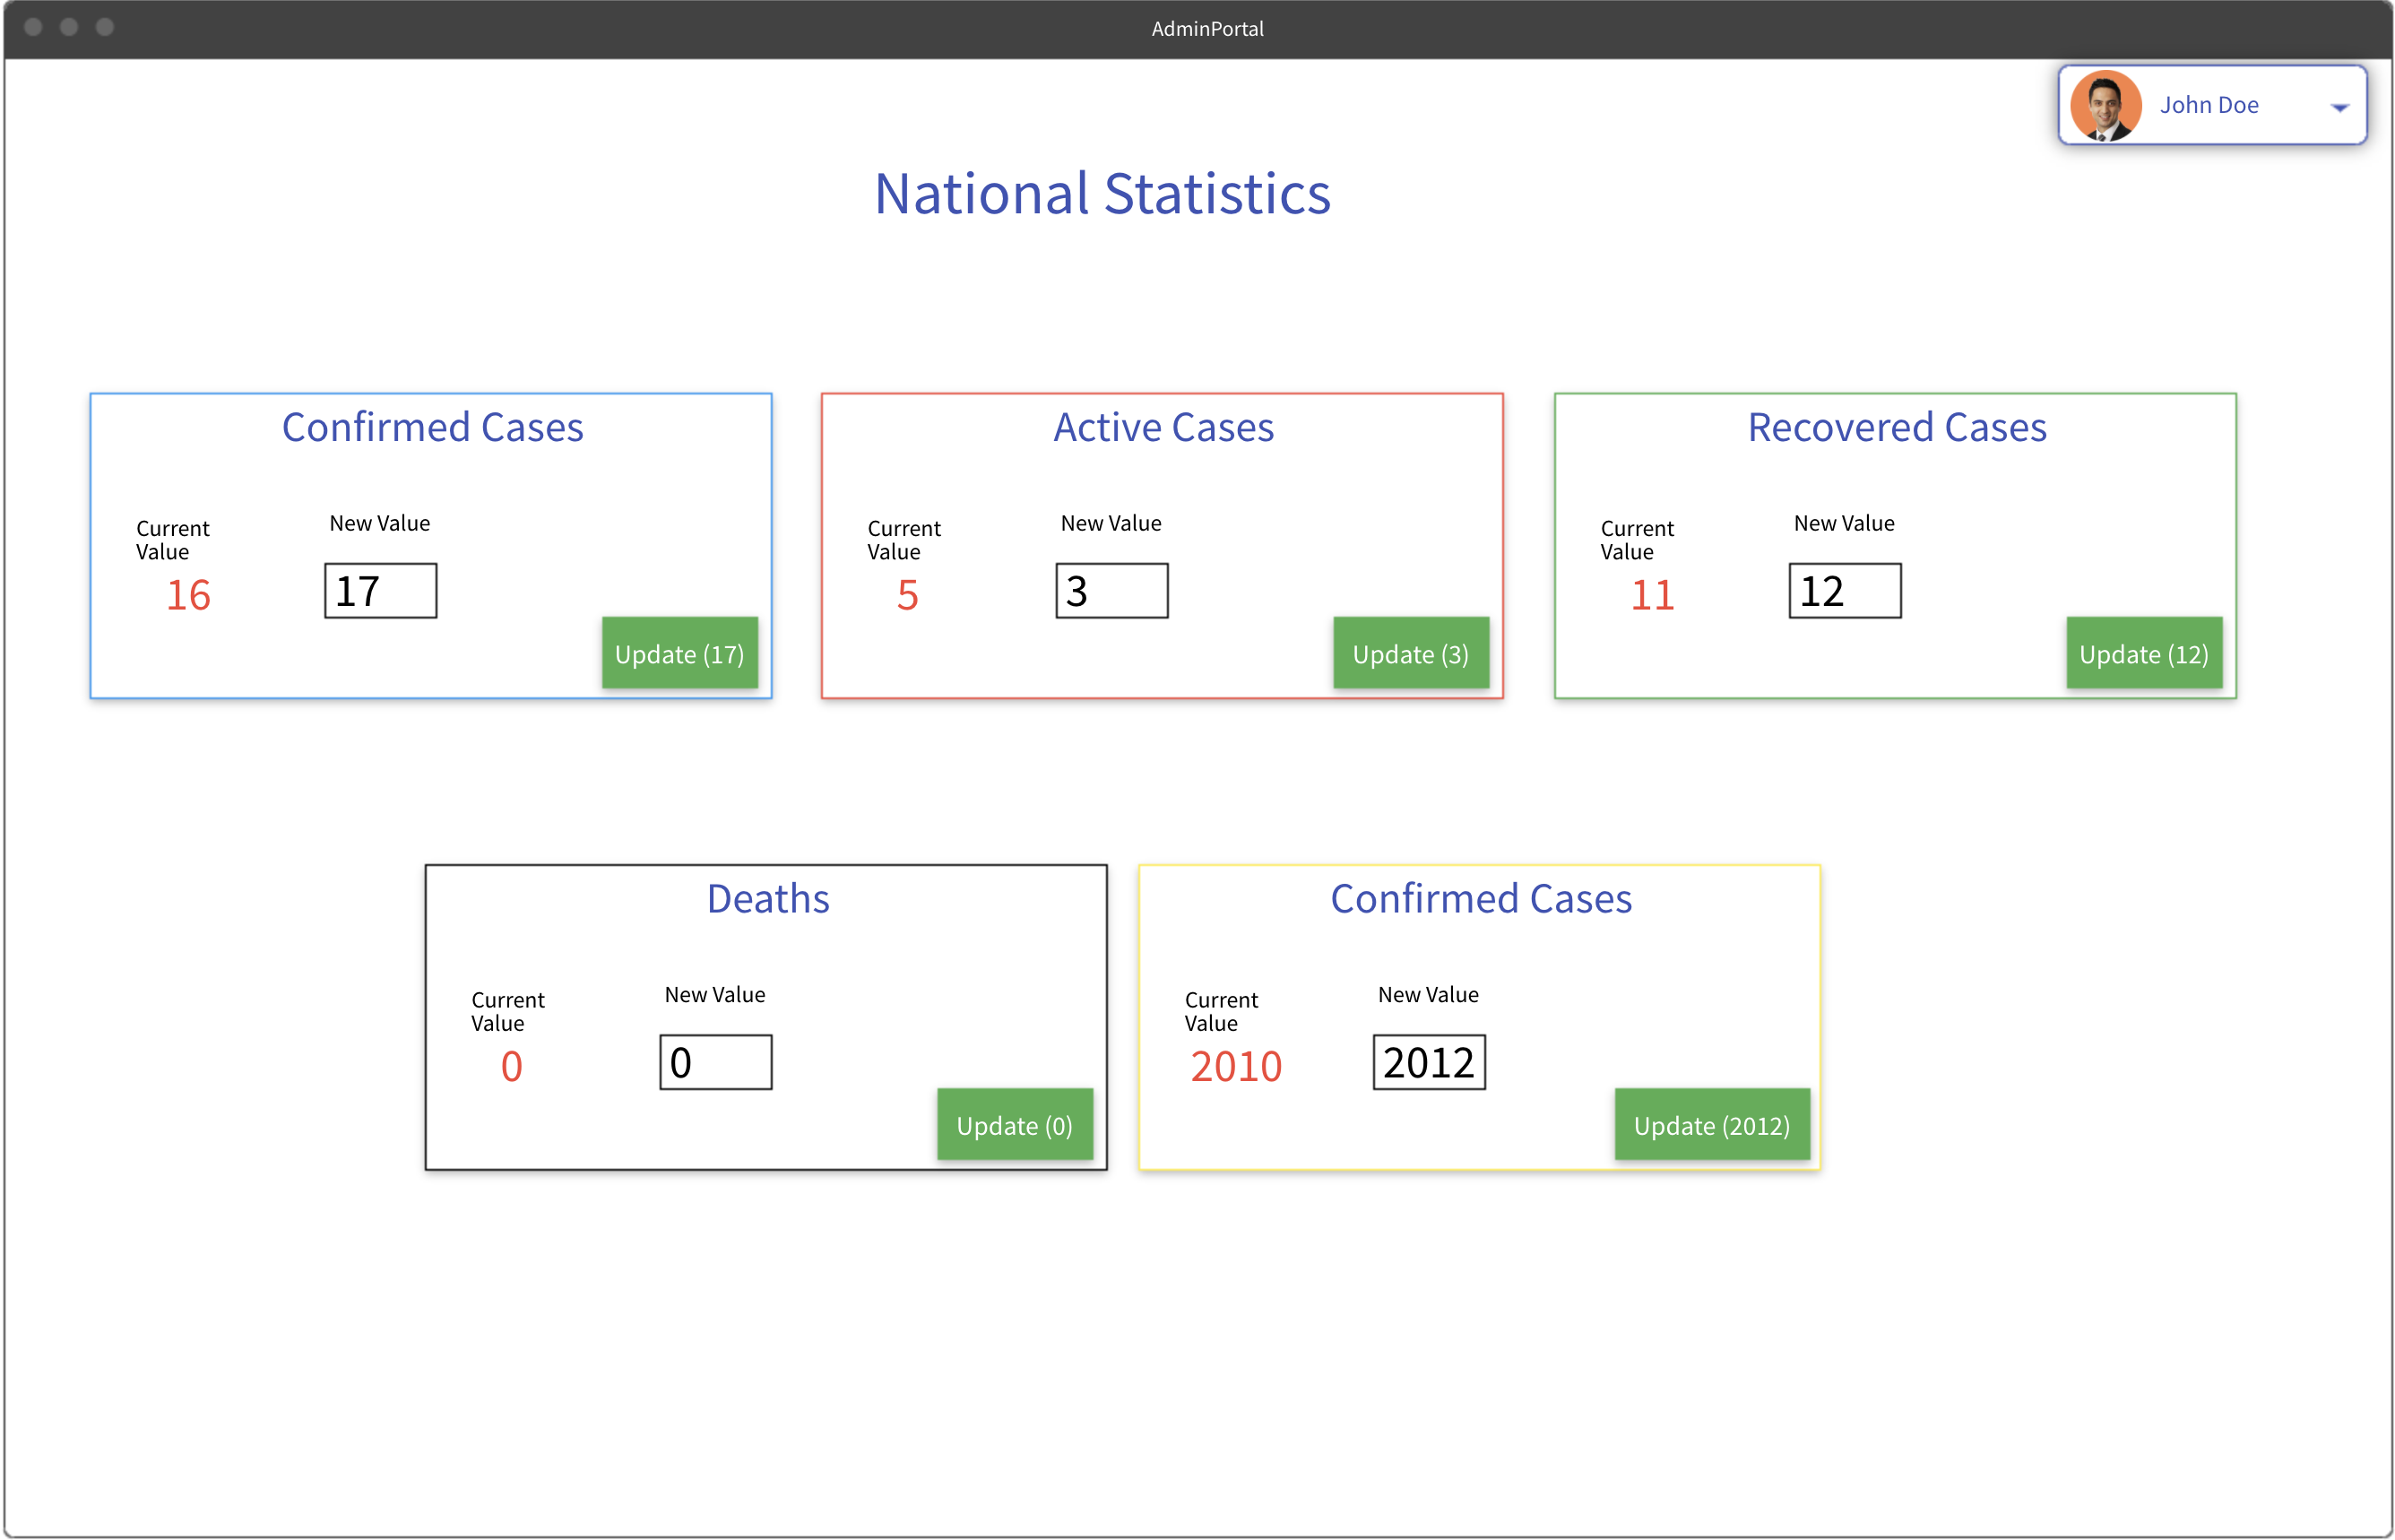 AdminPortal
John Doe
National Statistics
Confirmed Cases
Current
Value
16
New Value
17
Update (17)
Active Cases
Current
Value
5
New Value
3
Update (3)
Recovered Cases
Current
Value
11
New Value
12
Update (12)
Deaths
Current
Value
0
New Value
0
Update (0)
Confirmed Cases
Current
Value
2010
New Value
2012
Update (2012)